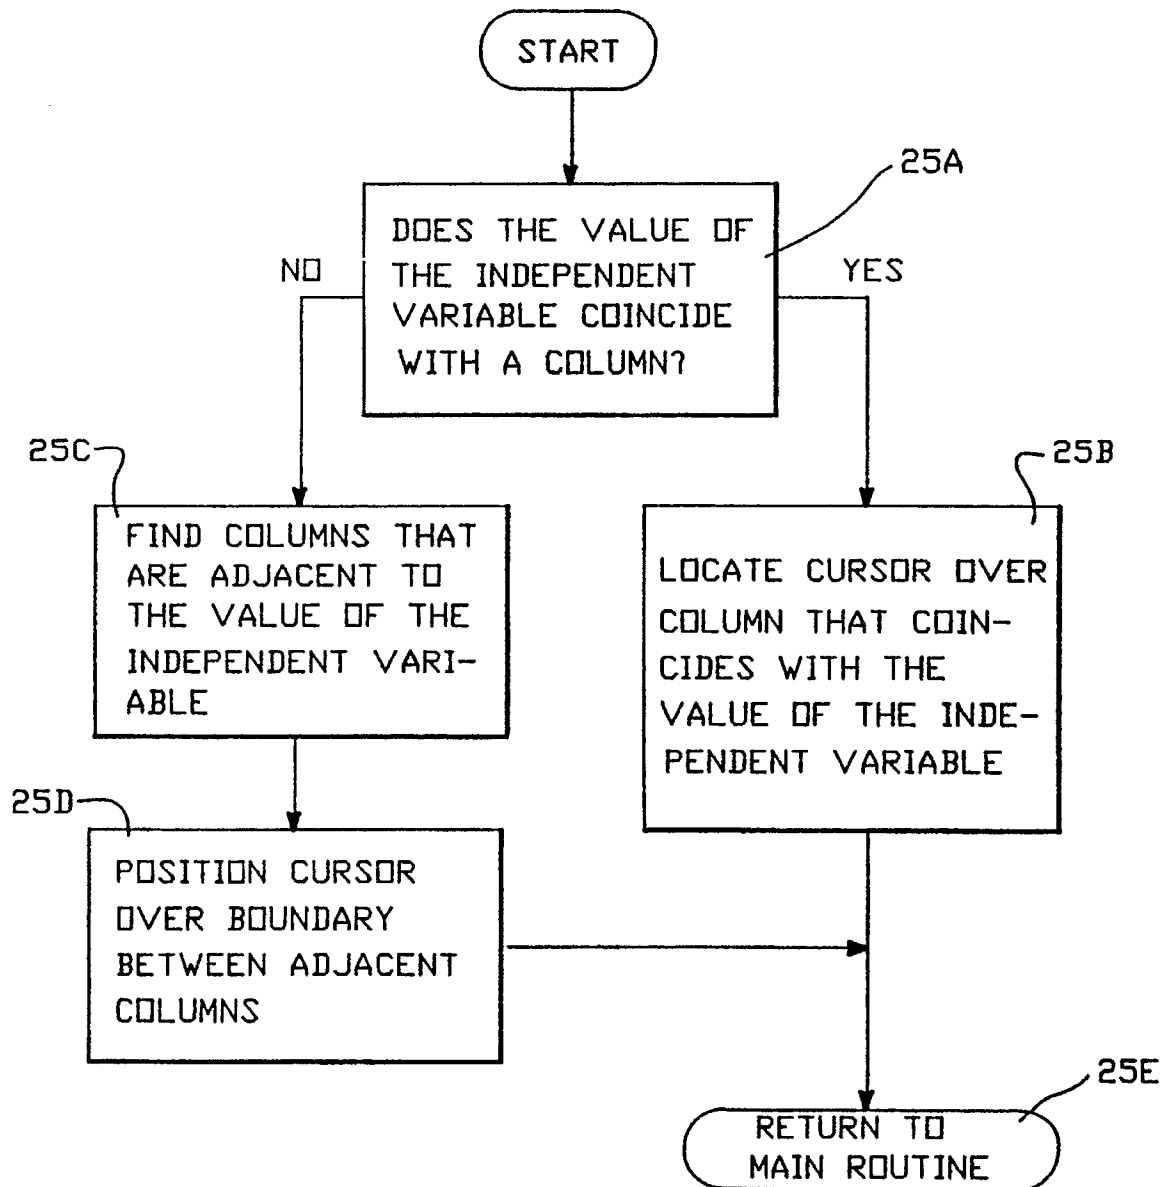 START
25A
DOES THE VALUE OF
THE INDEPENDENT
VARIABLE COINCIDE
WITH A COLUMN?
NO
YES
25C
FIND COLUMNS THAT
ARE ADJACENT TO
THE VALUE OF THE
INDEPENDENT VARI-
ABLE
25B
LOCATE CURSOR OVER
COLUMN THAT COIN-
CIDES WITH THE
VALUE OF THE INDE-
PENDENT VARIABLE
25D
POSITION CURSOR
OVER BOUNDARY
BETWEEN ADJACENT
COLUMNS
25E
RETURN TO
MAIN ROUTINE